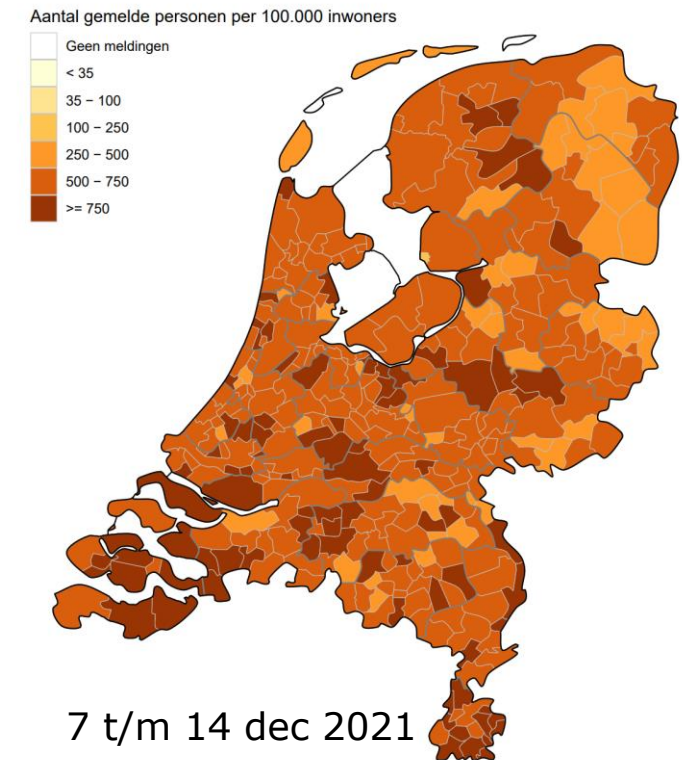 Aantal gemelde personen per 100.000 inwoners
Geen meldingen
< 35
35 − 100
100 − 250
250 − 500
500 − 750
>= 750
7 t/m 14 dec 2021